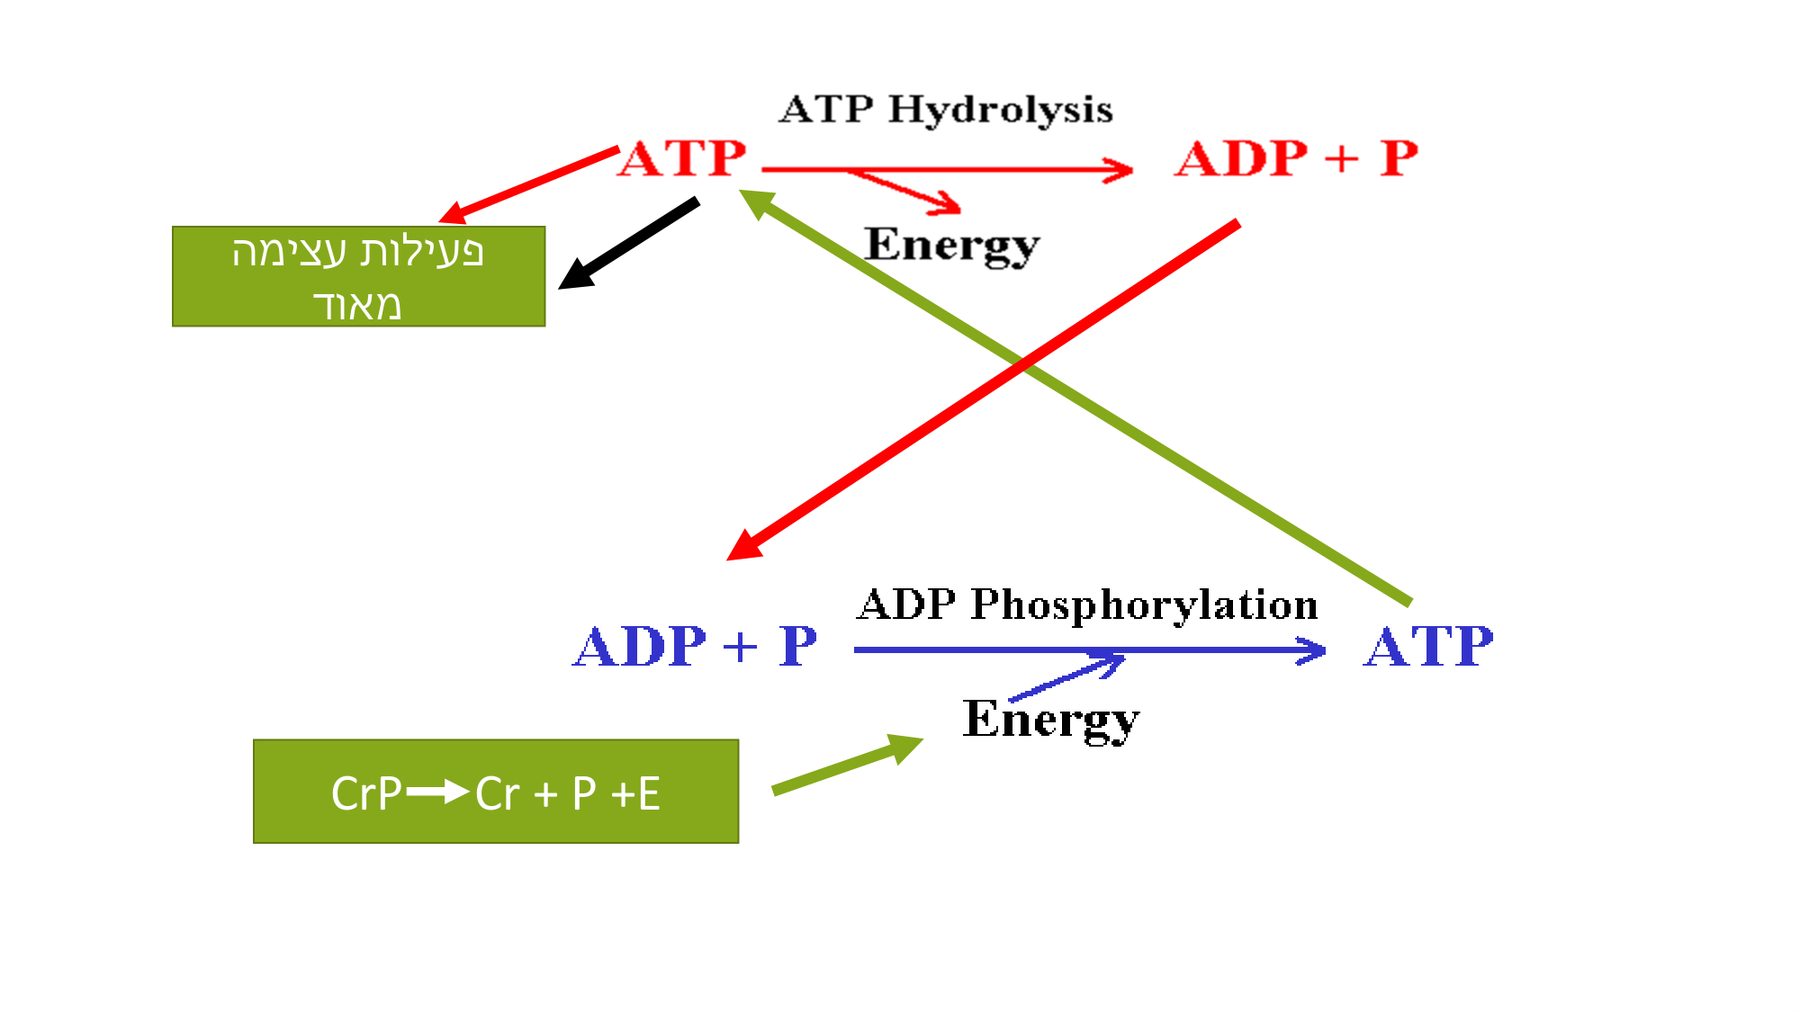 ATP Hydrolysis
ATP ADP + P
Energy
פעילות עצימה
מאוד
ADP Phosphorylation
ADP + P ATP
Energy
CrP Cr + P +E